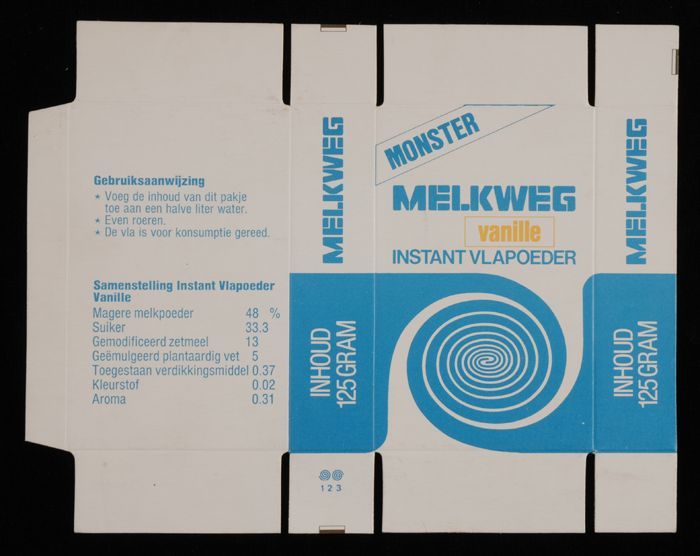 Gebruiksaanwijzing
★ Voeg de inhoud van dit pakje
toe aan een halve liter water.
★ Even roeren.
★ De vla is voor konsumptie gereed.
Samenstelling Instant Vlapoeder
Vanille
Magere melkpoeder 48 %
Suiker 33.3
Gemodificeerd zetmeel 13
Geëmulgeerd plantaardig vet 5
Toegestaan verdikkingsmiddel 0.37
Kleurstof 0.02
Aroma 0.31
MELKWEG
INHOUD
125 GRAM
1 2 3
MONSTER
MELKWEG
vanille
INSTANT VLAPOEDER
MELKWEG
INHOUD
125 GRAM